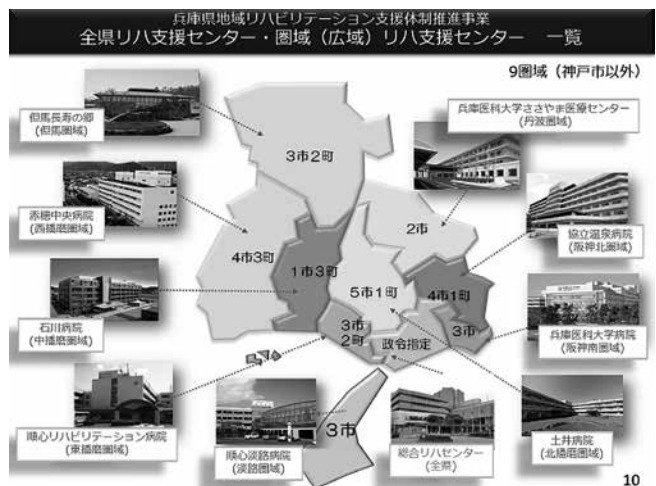 兵庫県地域リハビリテーション支援体制推進事業
全県リハ支援センター・圏域（広域）リハ支援センター　一覧
9圏域（神戸市以外）
但馬長寿の郷
（但馬圏域）
兵庫医科大学ささやま医療センター
（丹波圏域）
3市2町
赤穂中央病院
（西播磨圏域）
2市
協立温泉病院
（阪神北圏域）
4市3町
1市3町
5市1町
4市1町
石川病院
（中播磨圏域）
3市
2町
政令指定
3市
兵庫医科大学病院
（阪神南圏域）
順心リハビリテーション病院
（東播磨圏域）
順心淡路病院
（淡路圏域）
3市
総合リハセンター
（全県）
土井病院
（北播磨圏域）
10